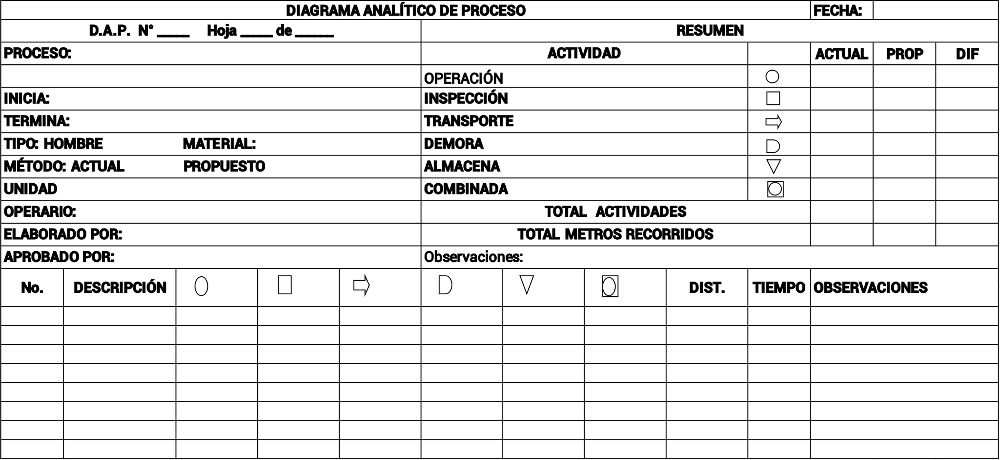 DIAGRAMA ANALÍTICO DE PROCESO FECHA:
D.A.P. N° _____ Hoja _____ de ______ RESUMEN
PROCESO: ACTIVIDAD ACTUAL PROP DIF
OPERACIÓN
INICIA: INSPECCIÓN
TERMINA: TRANSPORTE
TIPO: HOMBRE MATERIAL: DEMORA
MÉTODO: ACTUAL PROPUESTO ALMACENA
UNIDAD COMBINADA
OPERARIO: TOTAL ACTIVIDADES
ELABORADO POR: TOTAL METROS RECORRIDOS
APROBADO POR: Observaciones:
No. DESCRIPCIÓN DIST. TIEMPO OBSERVACIONES